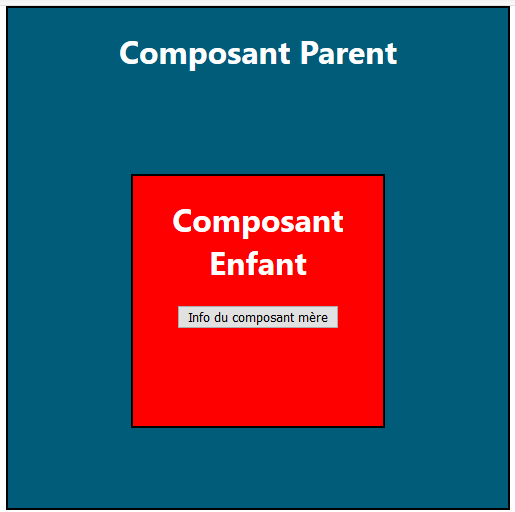 Composant Parent
Composant
Enfant
Info du composant mère